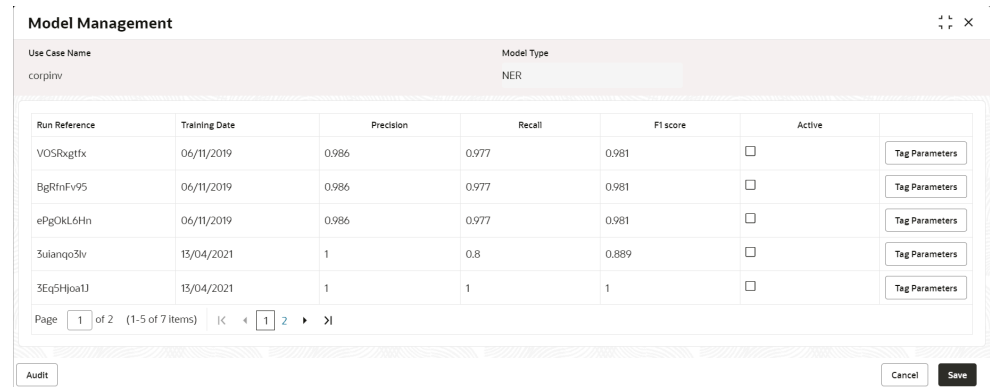 Model Management
Use Case Name Model Type
corpinv NER
Run Reference Training Date Precision Recall F1 score Active
VOSRxgtfx 06/11/2019 0.986 0.977 0.981 Tag Parameters
BgRfnFv95 06/11/2019 0.986 0.977 0.981 Tag Parameters
ePgOkL6Hn 06/11/2019 0.986 0.977 0.981 Tag Parameters
3uianqo3lv 13/04/2021 1 0.8 0.889 Tag Parameters
3Eq5Hjoa1J 13/04/2021 1 1 1 Tag Parameters
Page 1 of 2 (1-5 of 7 items) 1 2
Audit Cancel Save